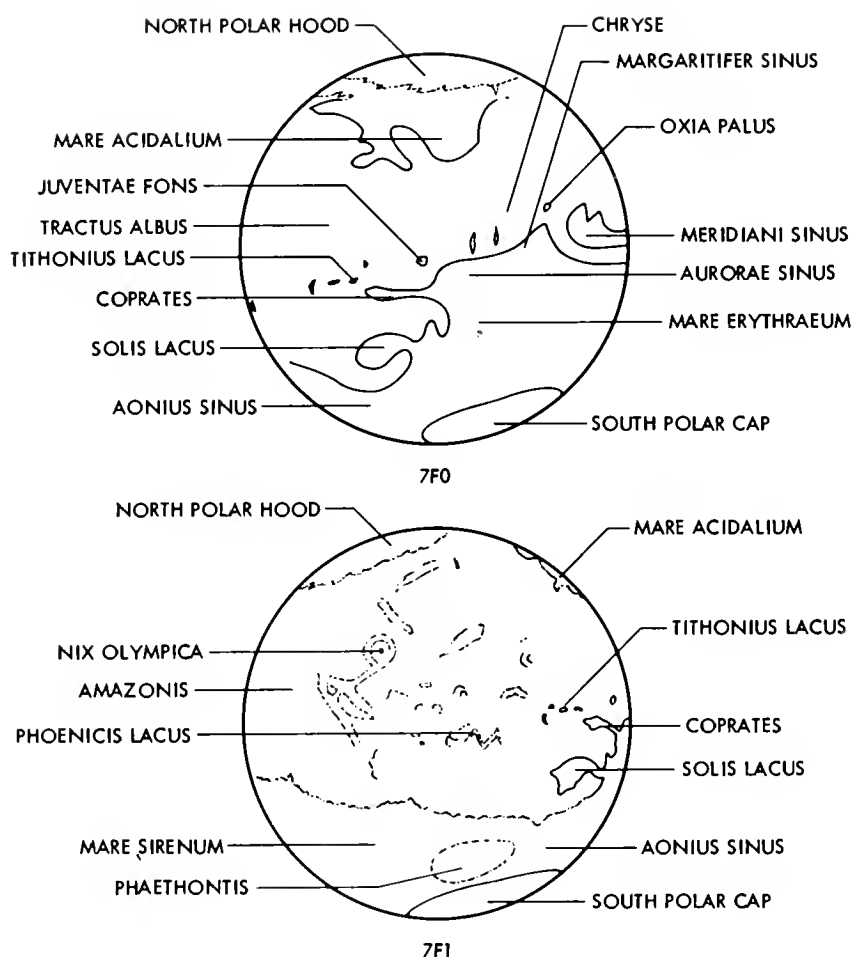 NORTH POLAR HOOD
CHRYSE
MARGARITIFER SINUS
OXIA PALUS
MARE ACIDALIUM
JUVENTAE FONS
TRACTUS ALBUS
MERIDIANI SINUS
TITHONIUS LACUS
AURORAE SINUS
COPRATES
MARE ERYTHRAEUM
SOLIS LACUS
AONIUS SINUS
SOUTH POLAR CAP
7F0
NORTH POLAR HOOD
MARE ACIDALIUM
TITHONIUS LACUS
NIX OLYMPICA
AMAZONIS
COPRATES
PHOENICIS LACUS
SOLIS LACUS
MARE SIRENUM
AONIUS SINUS
PHAETHONTIS
SOUTH POLAR CAP
7F1